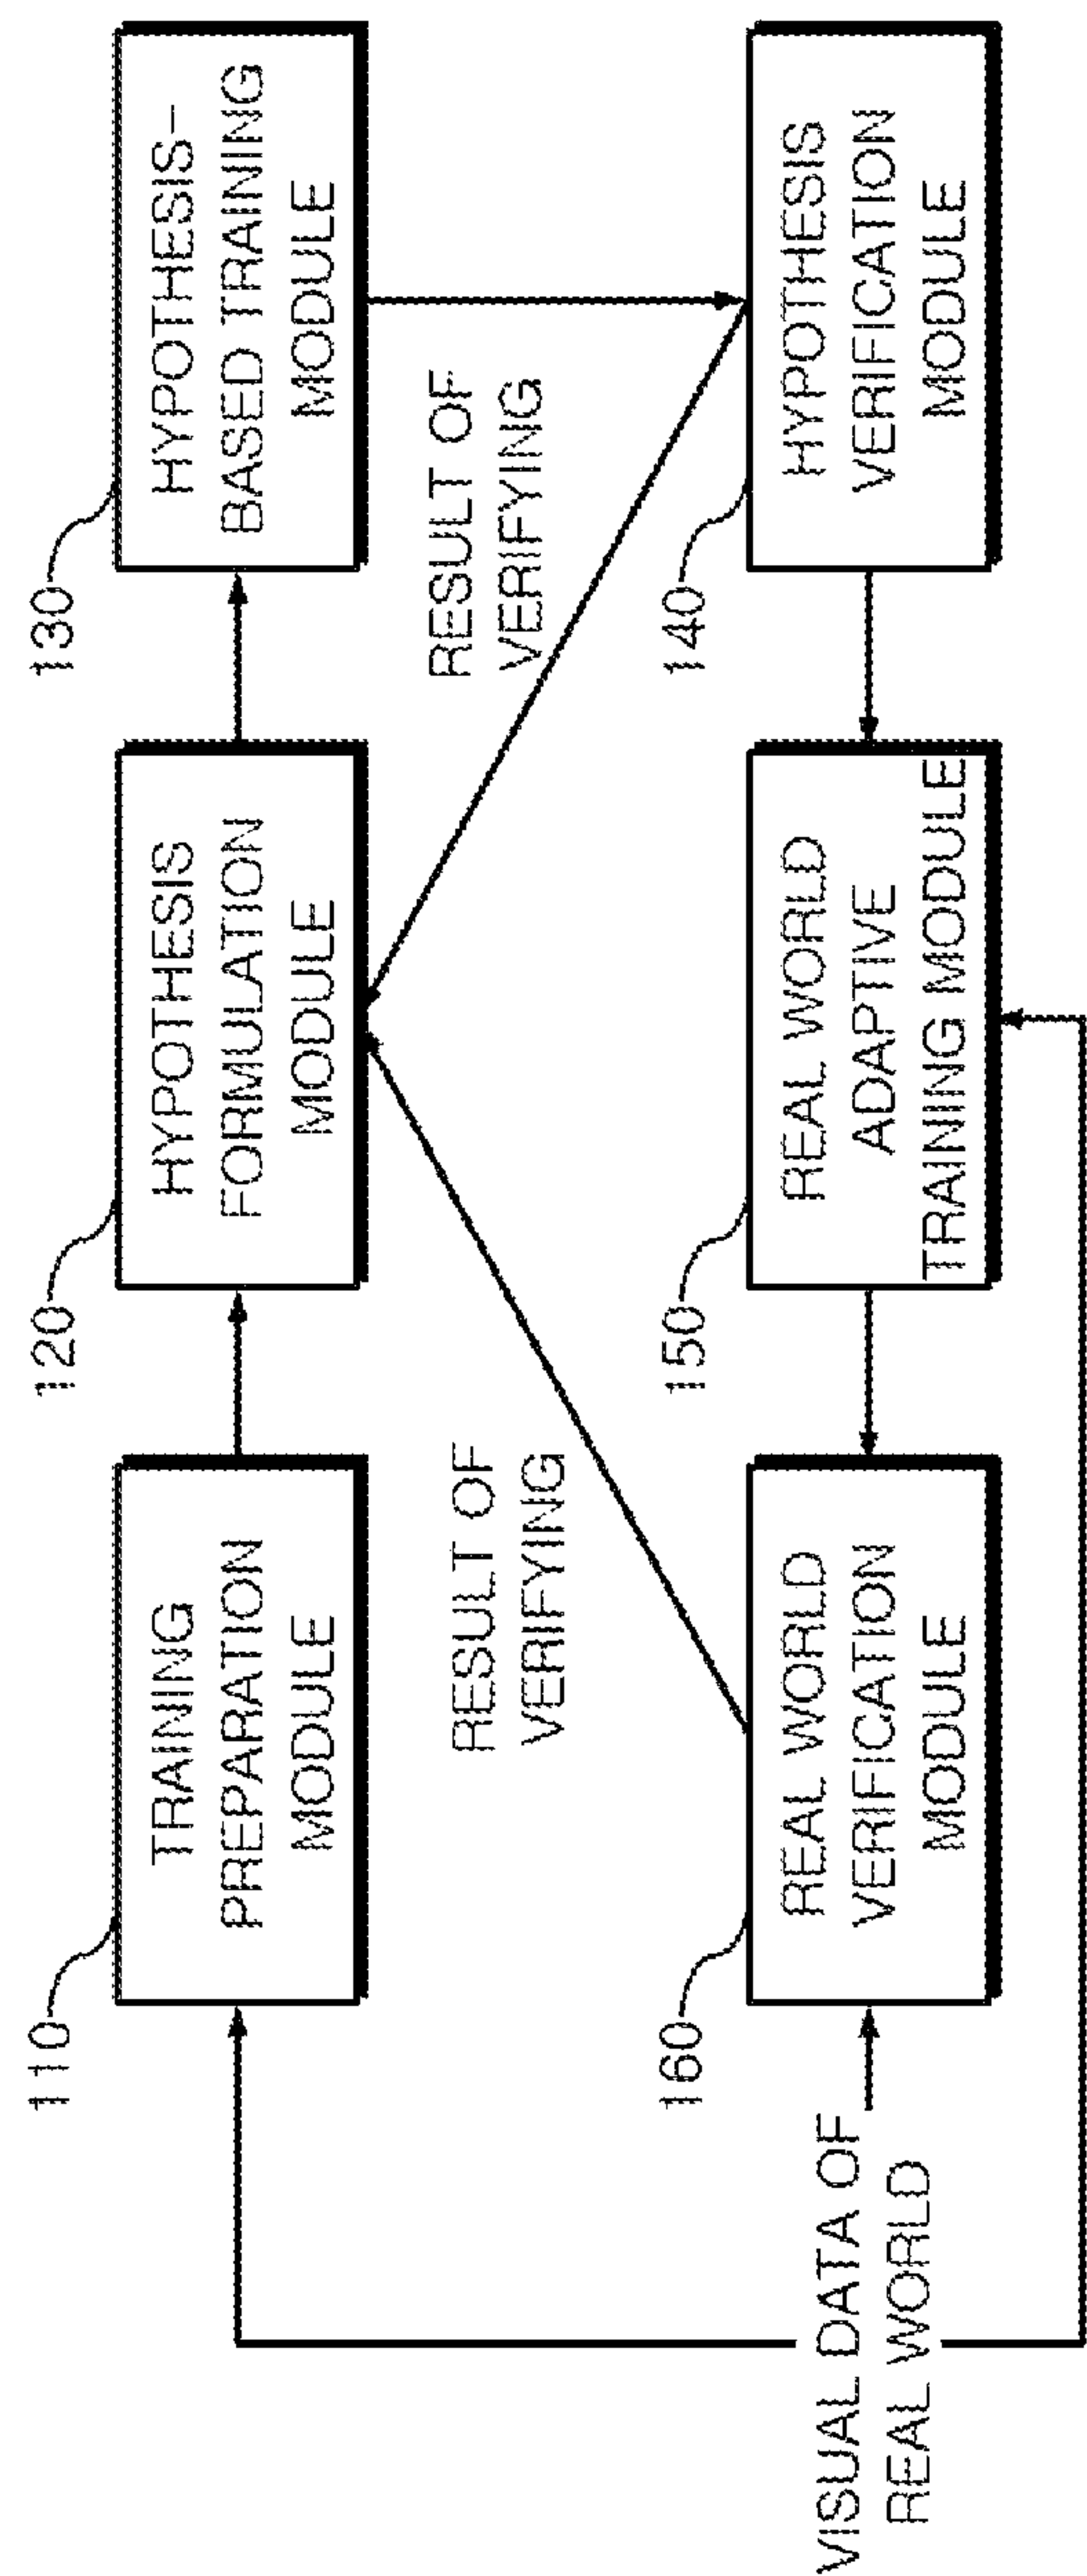 110
TRAINING
PREPARATION
MODULE
120
HYPOTHESIS
FORMULATION
MODULE
130
HYPOTHESIS-
BASED TRAINING
MODULE
RESULT OF
VERIFYING
RESULT OF
VERIFYING
160
REAL WORLD
VERIFICATION
MODULE
150
REAL WORLD
ADAPTIVE
TRAINING MODULE
140
HYPOTHESIS
VERIFICATION
MODULE
VISUAL DATA OF
REAL WORLD